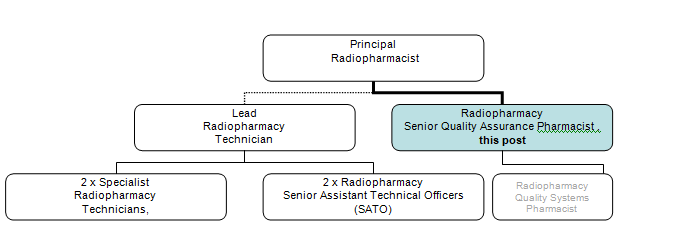 Principal
Radiopharmacist
Lead
Radiopharmacy
Technician
Radiopharmacy
Senior Quality Assurance Pharmacist ,
this post
2 x Specialist
Radiopharmacy
Technicians,
2 x Radiopharmacy
Senior Assistant Technical Officers
(SATO)
Radiopharmacy
Quality Systems
Pharmacist